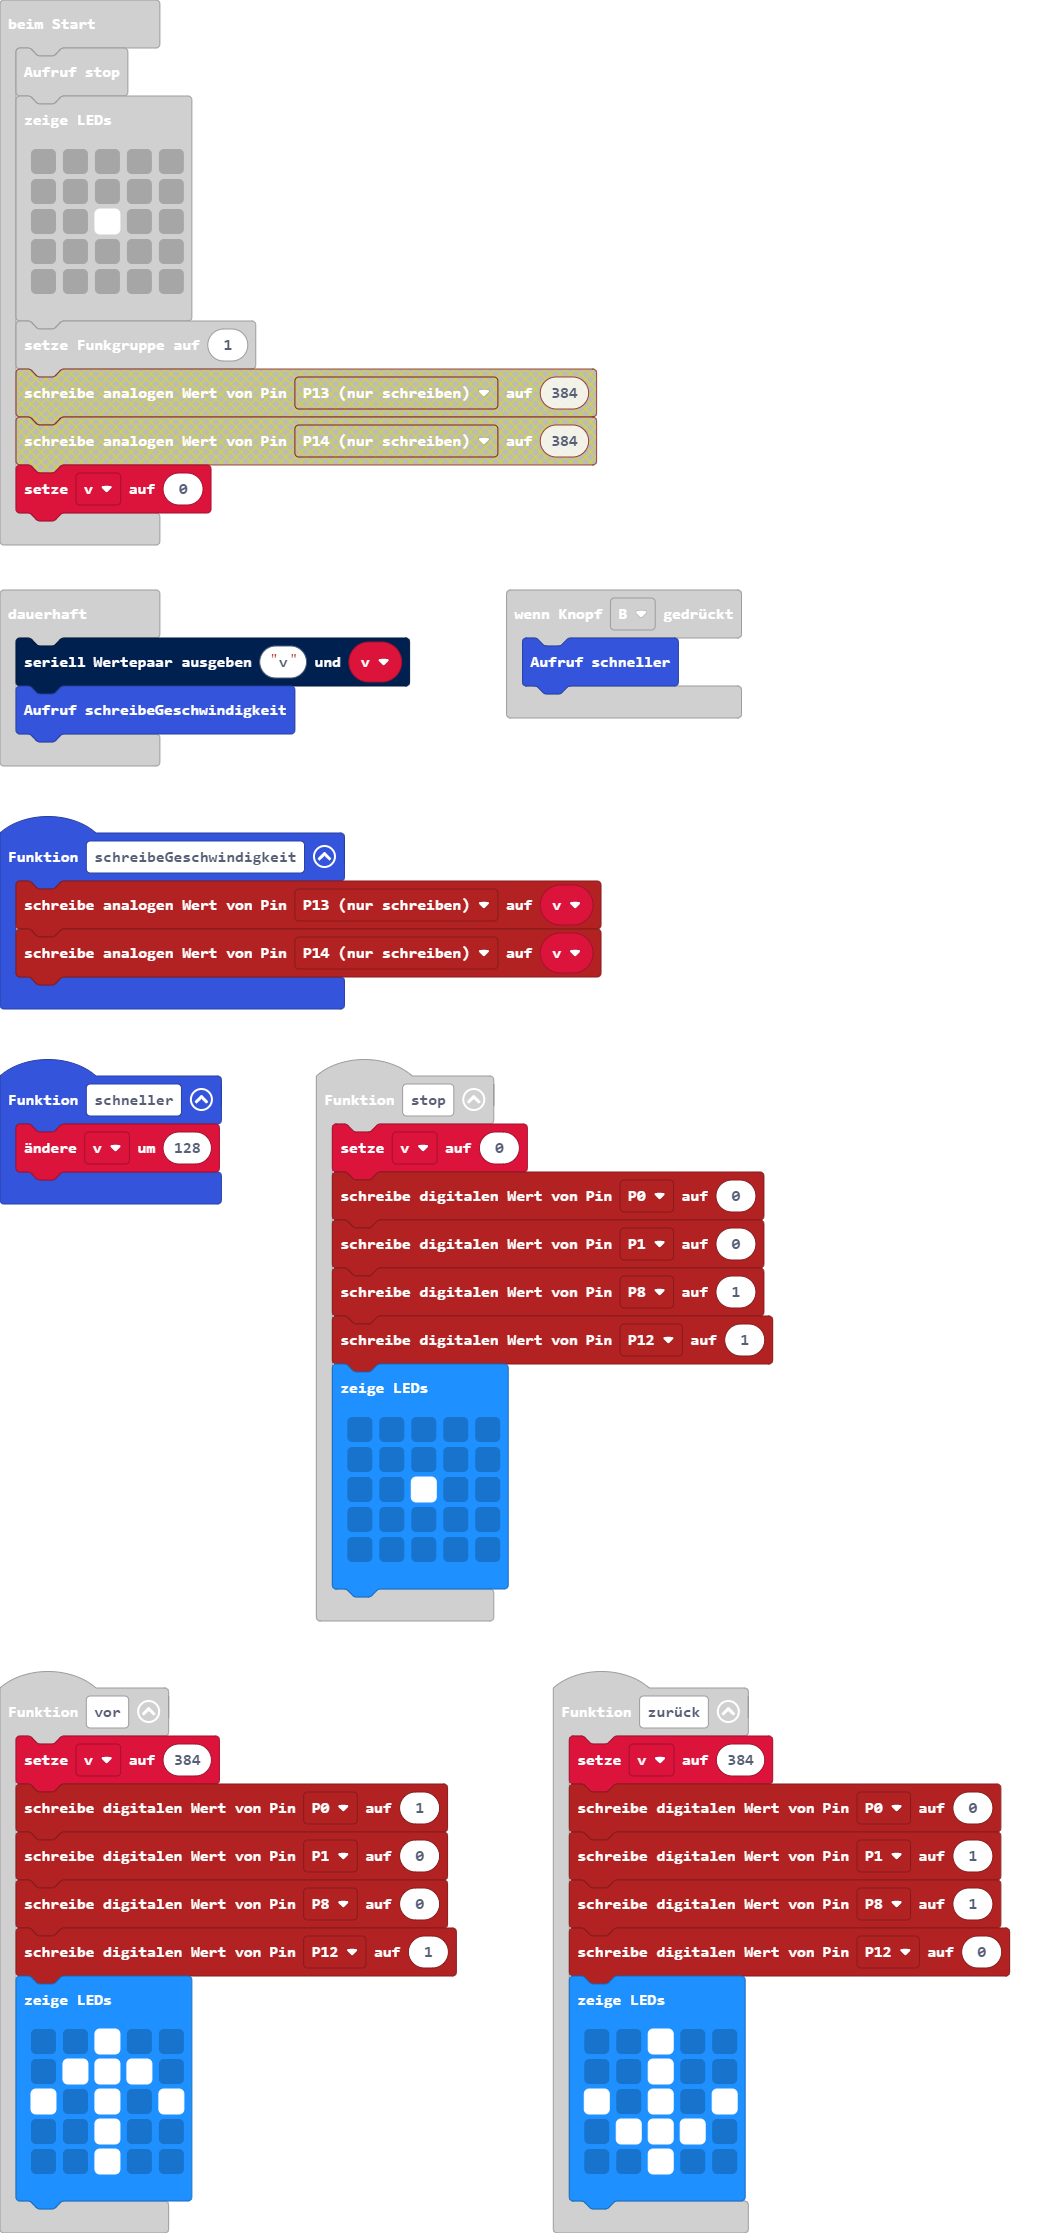 beim Start
Aufruf stop
zeige LEDs
setze Funkgruppe auf 1
schreibe analogen Wert von Pin P13 (nur schreiben) auf 384
schreibe analogen Wert von Pin P14 (nur schreiben) auf 384
setze v auf 0
dauerhaft
seriell Wertepaar ausgeben "v" und v
Aufruf schreibeGeschwindigkeit
wenn Knopf B gedrückt
Aufruf schneller
Funktion schreibeGeschwindigkeit
schreibe analogen Wert von Pin P13 (nur schreiben) auf v
schreibe analogen Wert von Pin P14 (nur schreiben) auf v
Funktion schneller
ändere v um 128
Funktion stop
setze v auf 0
schreibe digitalen Wert von Pin P0 auf 0
schreibe digitalen Wert von Pin P1 auf 0
schreibe digitalen Wert von Pin P8 auf 1
schreibe digitalen Wert von Pin P12 auf 1
zeige LEDs
Funktion vor
setze v auf 384
schreibe digitalen Wert von Pin P0 auf 1
schreibe digitalen Wert von Pin P1 auf 0
schreibe digitalen Wert von Pin P8 auf 0
schreibe digitalen Wert von Pin P12 auf 1
zeige LEDs
Funktion zurück
setze v auf 384
schreibe digitalen Wert von Pin P0 auf 0
schreibe digitalen Wert von Pin P1 auf 1
schreibe digitalen Wert von Pin P8 auf 1
schreibe digitalen Wert von Pin P12 auf 0
zeige LEDs